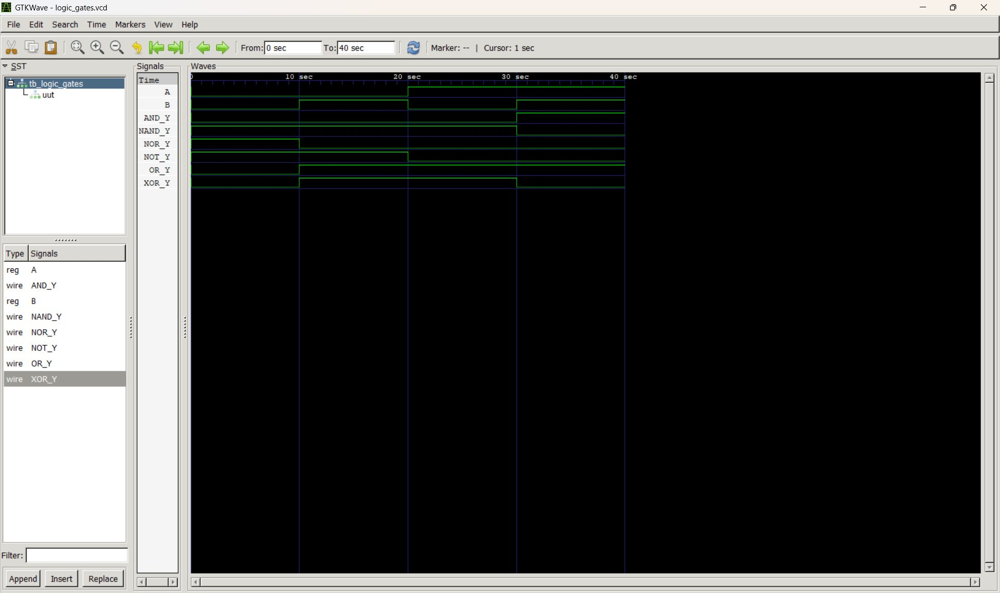 GTKWave - logic_gates.vcd
File Edit Search Time Markers View Help
From: 0 sec To: 40 sec Marker: -- | Cursor: 1 sec
SST
tb_logic_gates
uut
Type Signals
reg A
wire AND_Y
reg B
wire NAND_Y
wire NOR_Y
wire NOT_Y
wire OR_Y
wire XOR_Y
Filter:
Append Insert Replace
Signals
Time
A
B
AND_Y
NAND_Y
NOR_Y
NOT_Y
OR_Y
XOR_Y
Waves
0 10 sec 20 sec 30 sec 40 sec